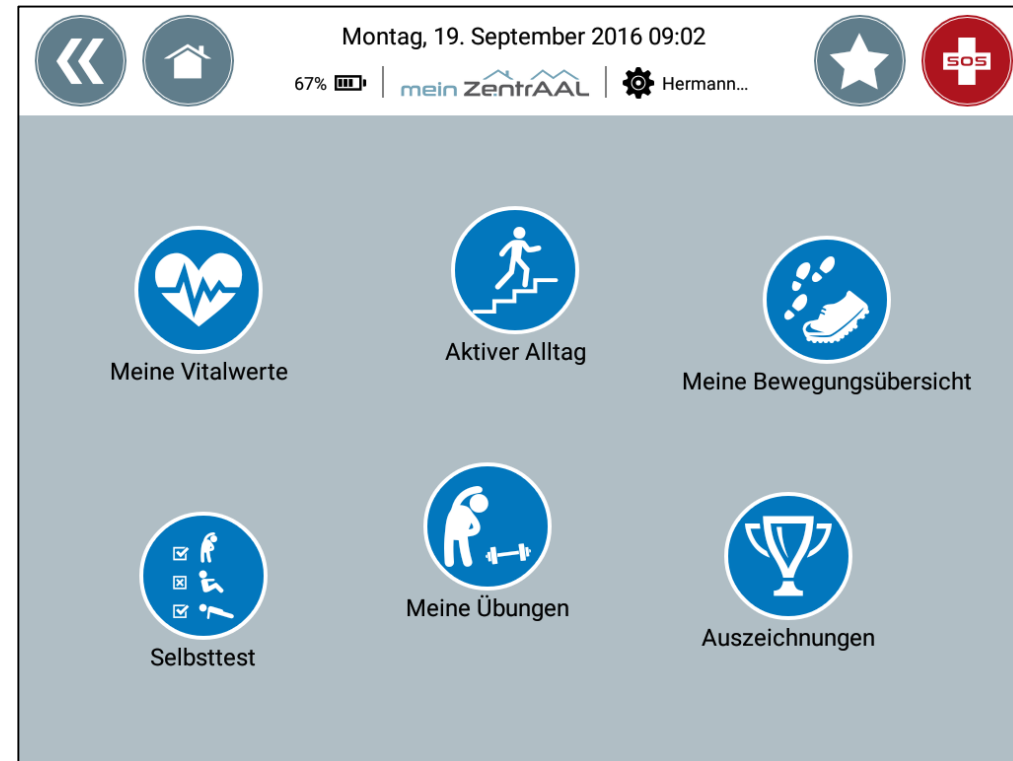 Montag, 19. September 2016 09:02
67%
mein ZentrAAL
Hermann...
SOS
Meine Vitalwerte
Aktiver Alltag
Meine Bewegungsübersicht
Selbsttest
Meine Übungen
Auszeichnungen